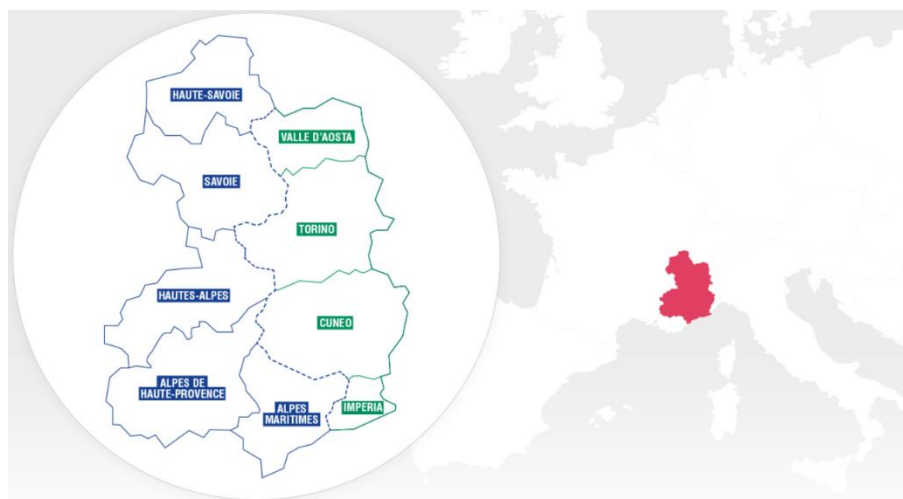 HAUTE-SAVOIE
VALLE D'AOSTA
SAVOIE
TORINO
HAUTES-ALPES
CUNEO
ALPES DE
HAUTE-PROVENCE
ALPES
MARITIMES
IMPERIA